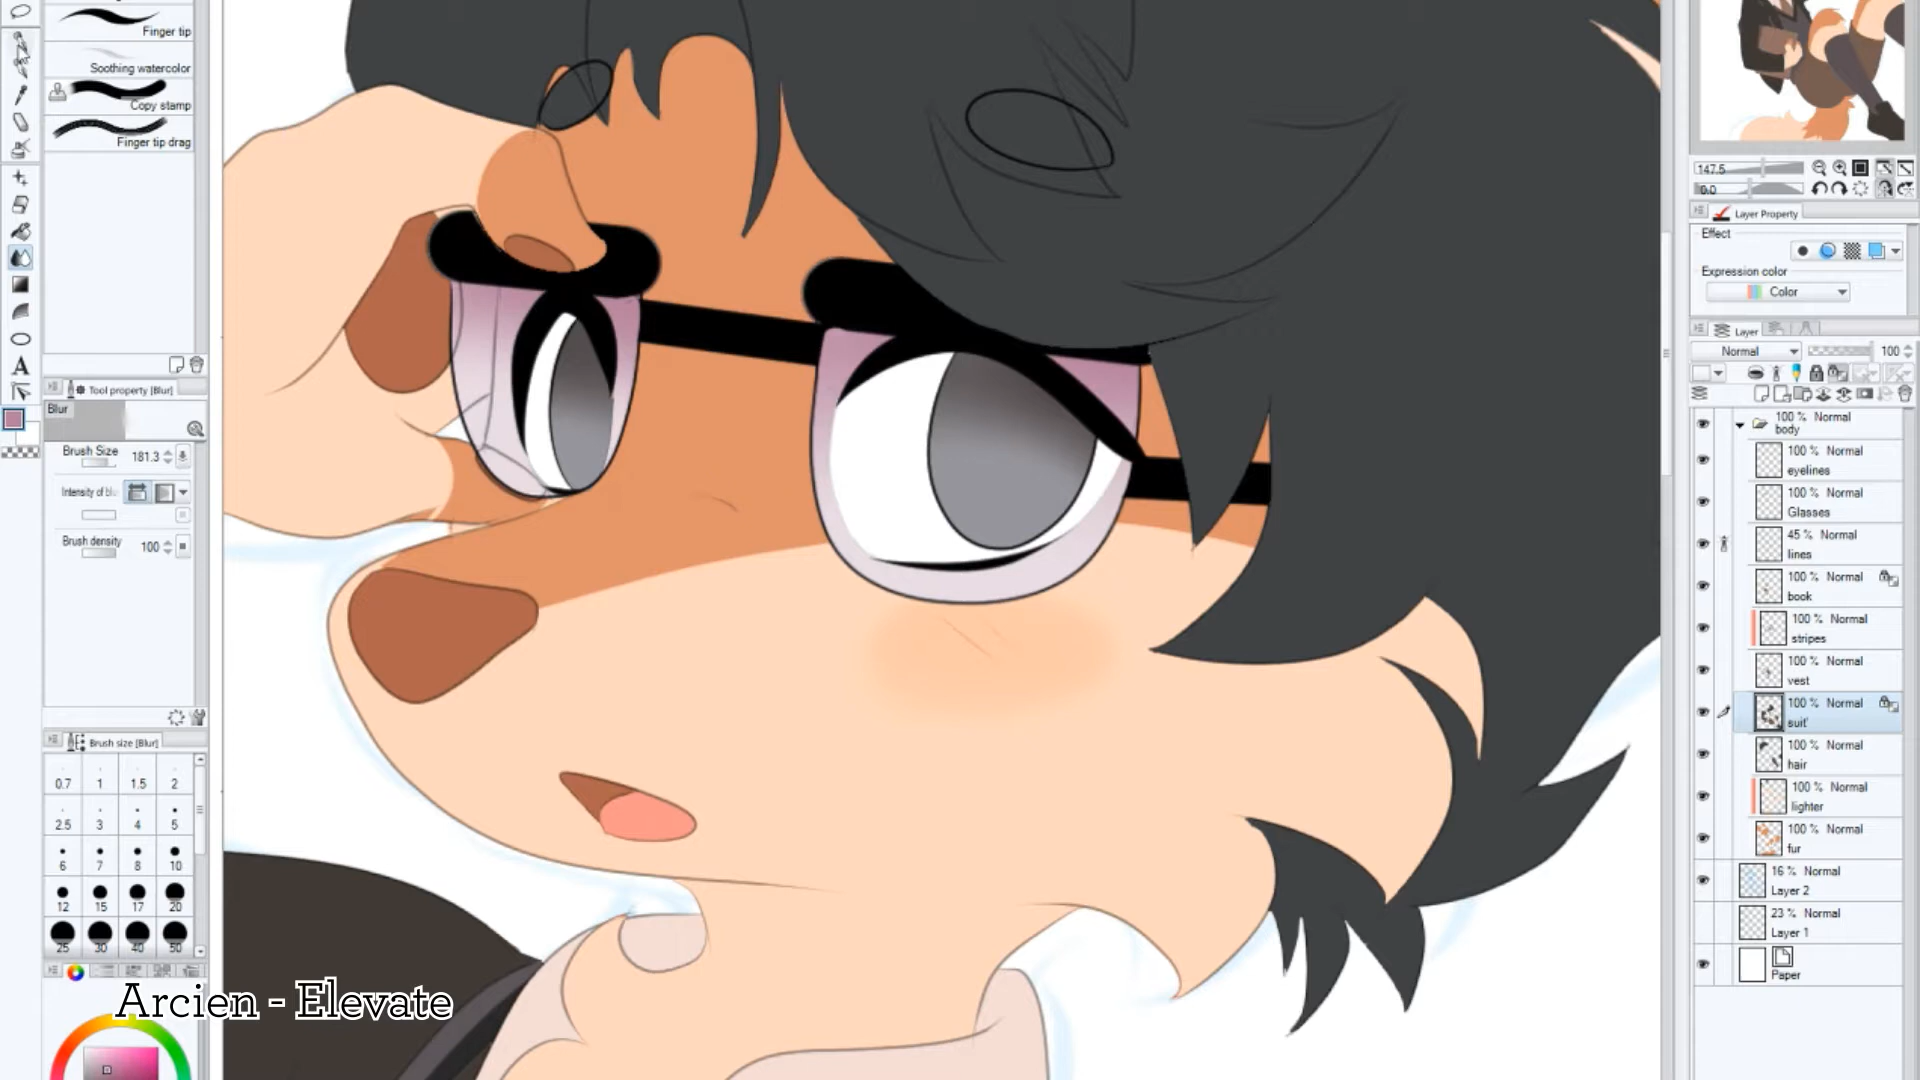 Finger tip
Soothing watercolor
Copy stamp
Finger tip drag
Tool property [Blur]
Blur
Brush Size 181.3
Intensity of blu
Brush density 100
Brush size [Blur]
0.7 1 1.5 2
2.5 3 4 5
6 7 8 10
12 15 17 20
25 30 40 50
Arcien - Elevate
147.5
0.0
Layer Property
Effect
Expression color
Color
Layer
Normal 100
100 % Normal
body
100 % Normal
eyelines
100 % Normal
Glasses
45 % Normal
lines
100 % Normal
book
100 % Normal
stripes
100 % Normal
vest
100 % Normal
suit'
100 % Normal
hair
100 % Normal
lighter
100 % Normal
fur
16 % Normal
Layer 2
23 % Normal
Layer 1
Paper